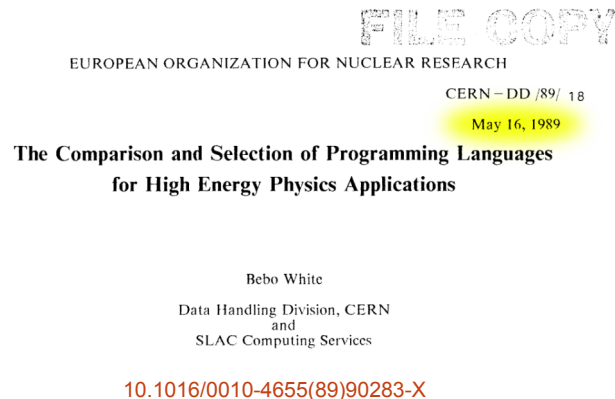 FILE COPY
EUROPEAN ORGANIZATION FOR NUCLEAR RESEARCH
CERN – DD /89/ 18
May 16, 1989
The Comparison and Selection of Programming Languages
for High Energy Physics Applications
Bebo White
Data Handling Division, CERN
and
SLAC Computing Services
10.1016/0010-4655(89)90283-X